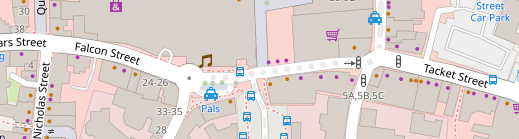 Street
Car Park
ars Street
Falcon Street
Tacket Street
Nicholas Street
4
24-26
33-35
28
Pals
5A,5B,5C